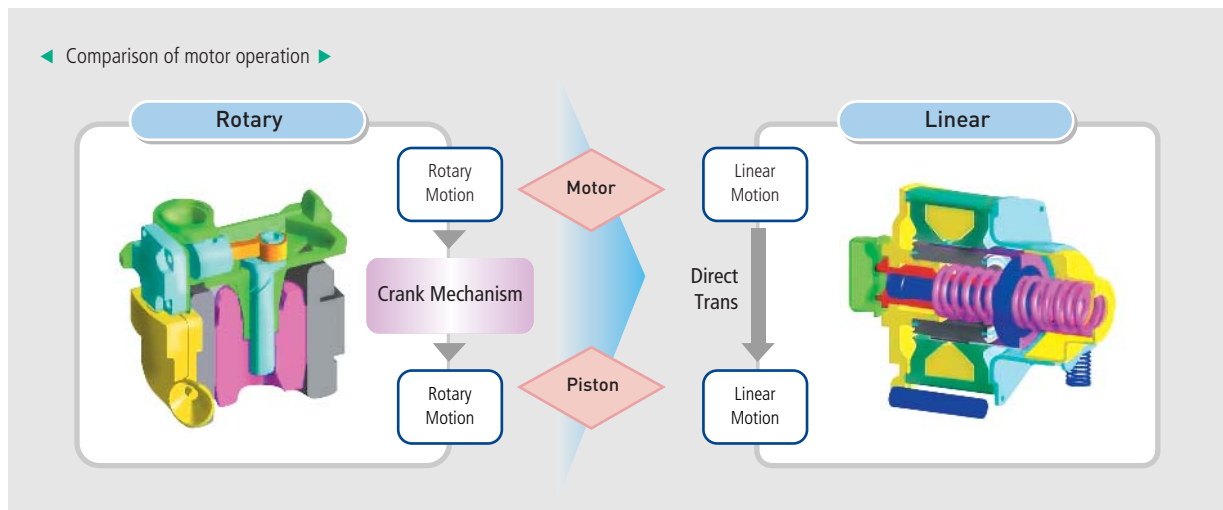 ◀ Comparison of motor operation ▶
Rotary
Rotary
Motion
Crank Mechanism
Rotary
Motion
Motor
Piston
Linear
Linear
Motion
Direct
Trans
Linear
Motion